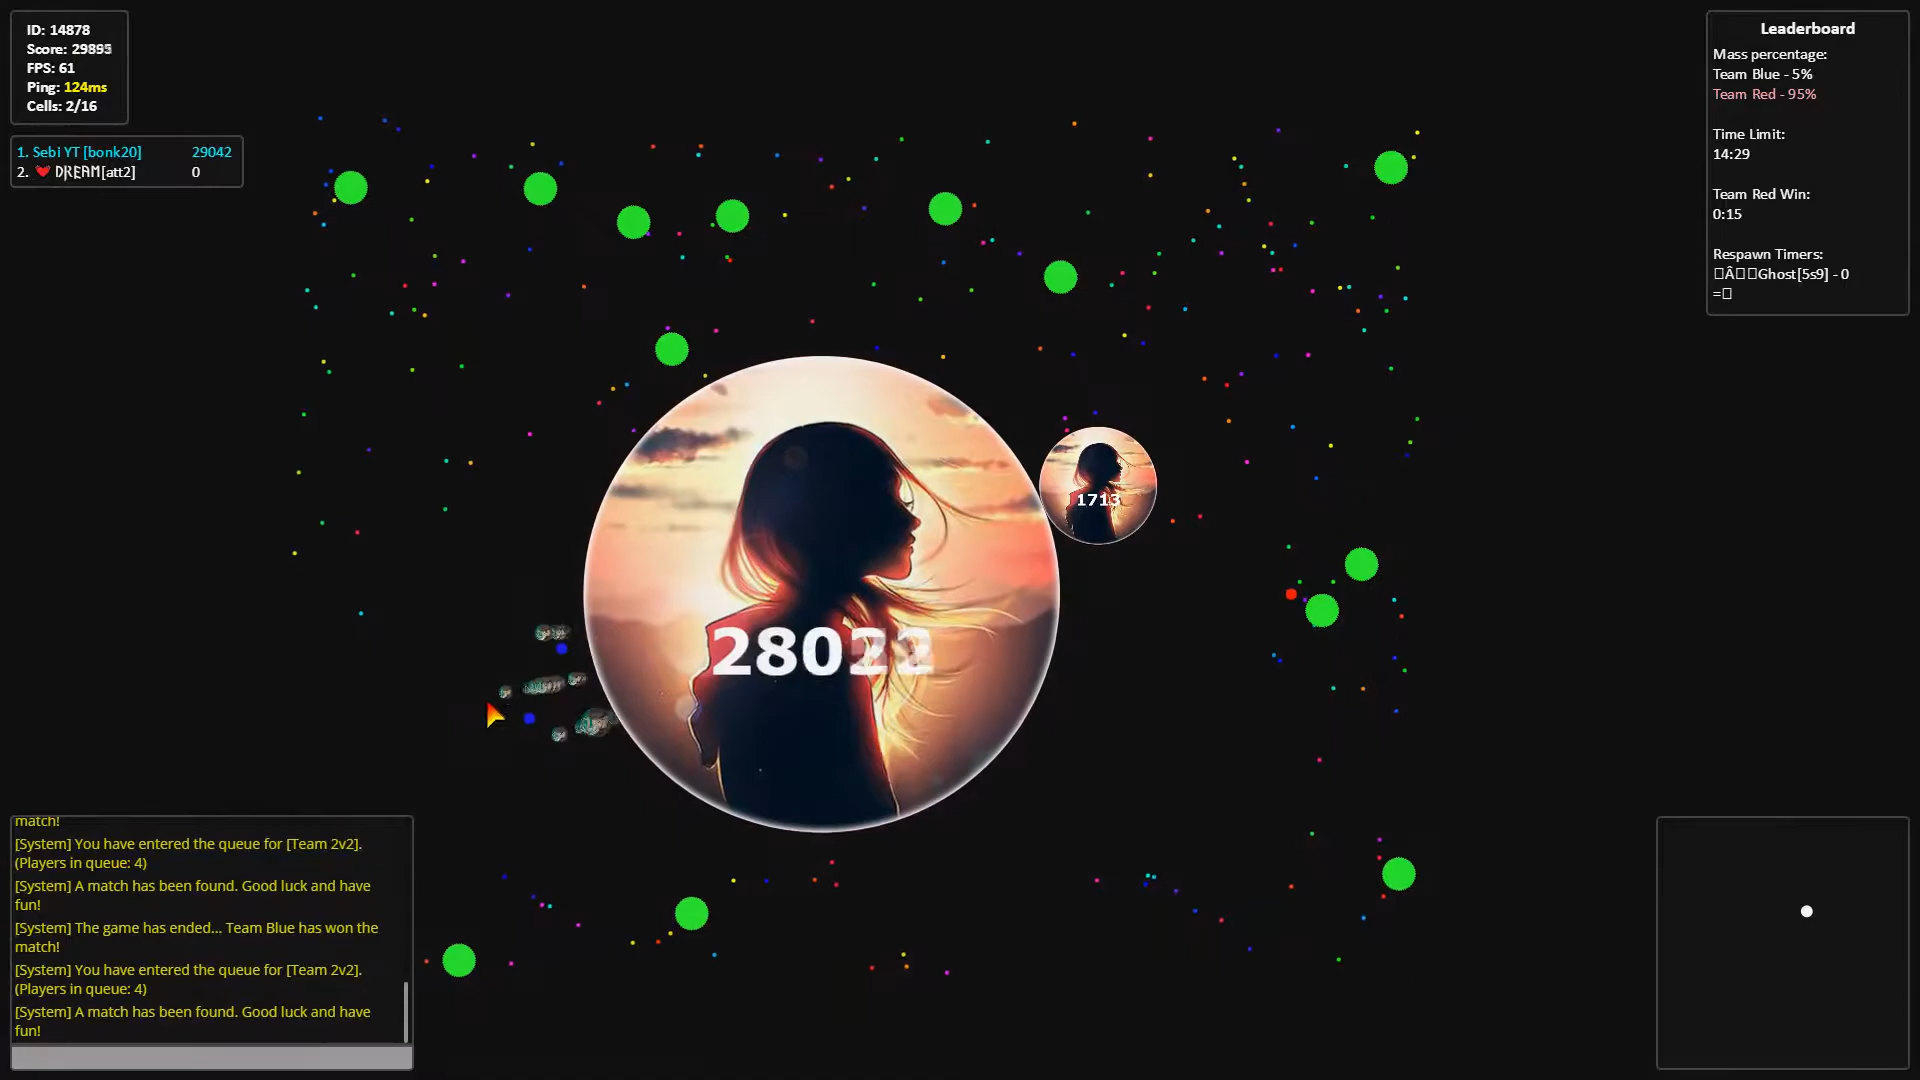 ID: 14878
Score: 29895
FPS: 61
Ping: 124ms
Cells: 2/16
1. Sebi YT [bonk20] 29042
2. ❤ DREAM[att2] 0
Leaderboard
Mass percentage:
Team Blue - 5%
Team Red - 95%
Time Limit:
14:29
Team Red Win:
0:15
Respawn Timers:
□Â□□Ghost[5s9] - 0
=□
1713
28022
match!
[System] You have entered the queue for [Team 2v2].
(Players in queue: 4)
[System] A match has been found. Good luck and have
fun!
[System] The game has ended... Team Blue has won the
match!
[System] You have entered the queue for [Team 2v2].
(Players in queue: 4)
[System] A match has been found. Good luck and have
fun!